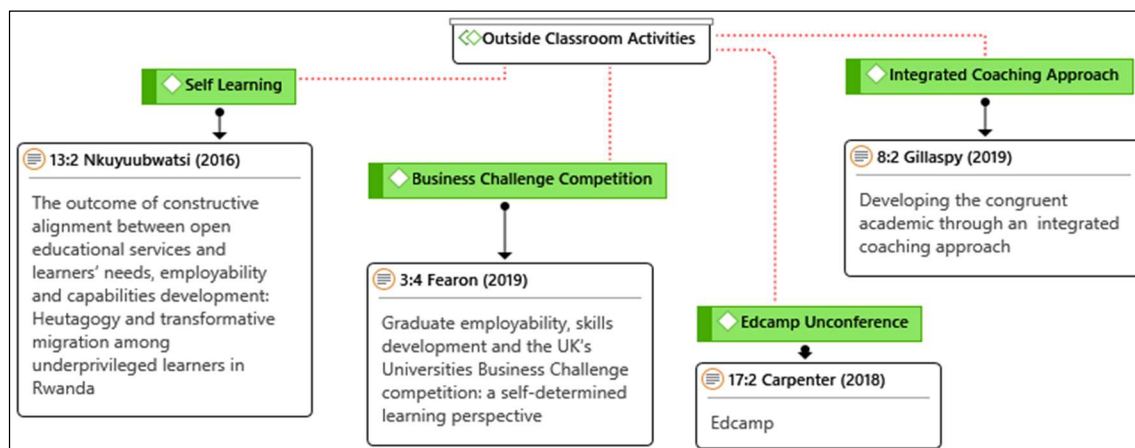 Outside Classroom Activities
Self Learning
13:2 Nkuyuubwatsi (2016)
The outcome of constructive
alignment between open
educational services and
learners' needs, employability
and capabilities development:
Heutagogy and transformative
migration among
underprivileged learners in
Rwanda
Business Challenge Competition
3:4 Fearon (2019)
Graduate employability, skills
development and the UK's
Universities Business Challenge
competition: a self-determined
learning perspective
Edcamp Unconference
17:2 Carpenter (2018)
Edcamp
Integrated Coaching Approach
8:2 Gillaspy (2019)
Developing the congruent
academic through an integrated
coaching approach